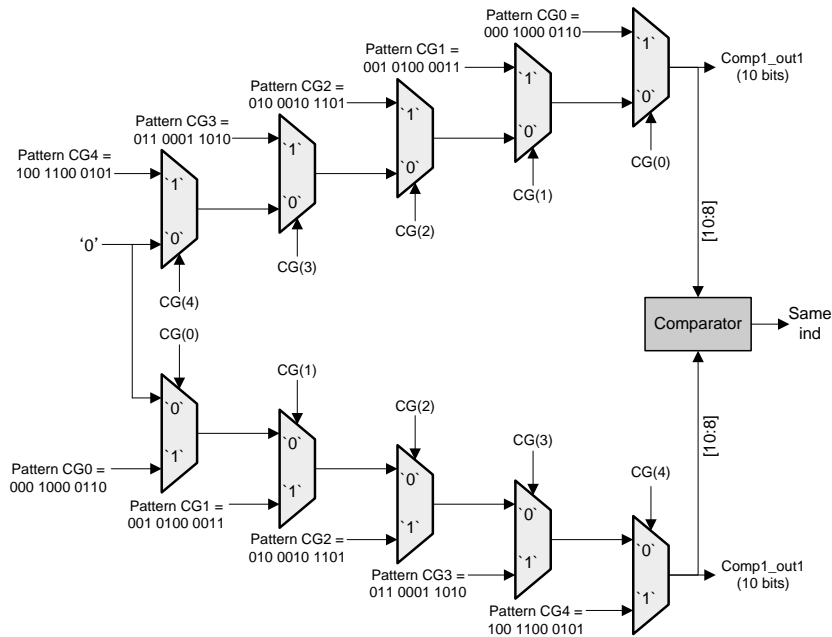 Pattern CG0 =
000 1000 0110
`1`
`0`
CG(0)
Comp1_out1
(10 bits)
Pattern CG1 =
001 0100 0011
`1`
`0`
CG(1)
Pattern CG2 =
010 0010 1101
`1`
`0`
CG(2)
Pattern CG3 =
011 0001 1010
`1`
`0`
CG(3)
Pattern CG4 =
100 1100 0101
`1`
`0`
CG(4)
‘0’
[10:8]
Comparator
Same
ind
[10:8]
CG(0)
`0`
`1`
Pattern CG0 =
000 1000 0110
CG(1)
`0`
`1`
Pattern CG1 =
001 0100 0011
CG(2)
`0`
`1`
Pattern CG2 =
010 0010 1101
CG(3)
`0`
`1`
Pattern CG3 =
011 0001 1010
CG(4)
`0`
`1`
Pattern CG4 =
100 1100 0101
Comp1_out1
(10 bits)